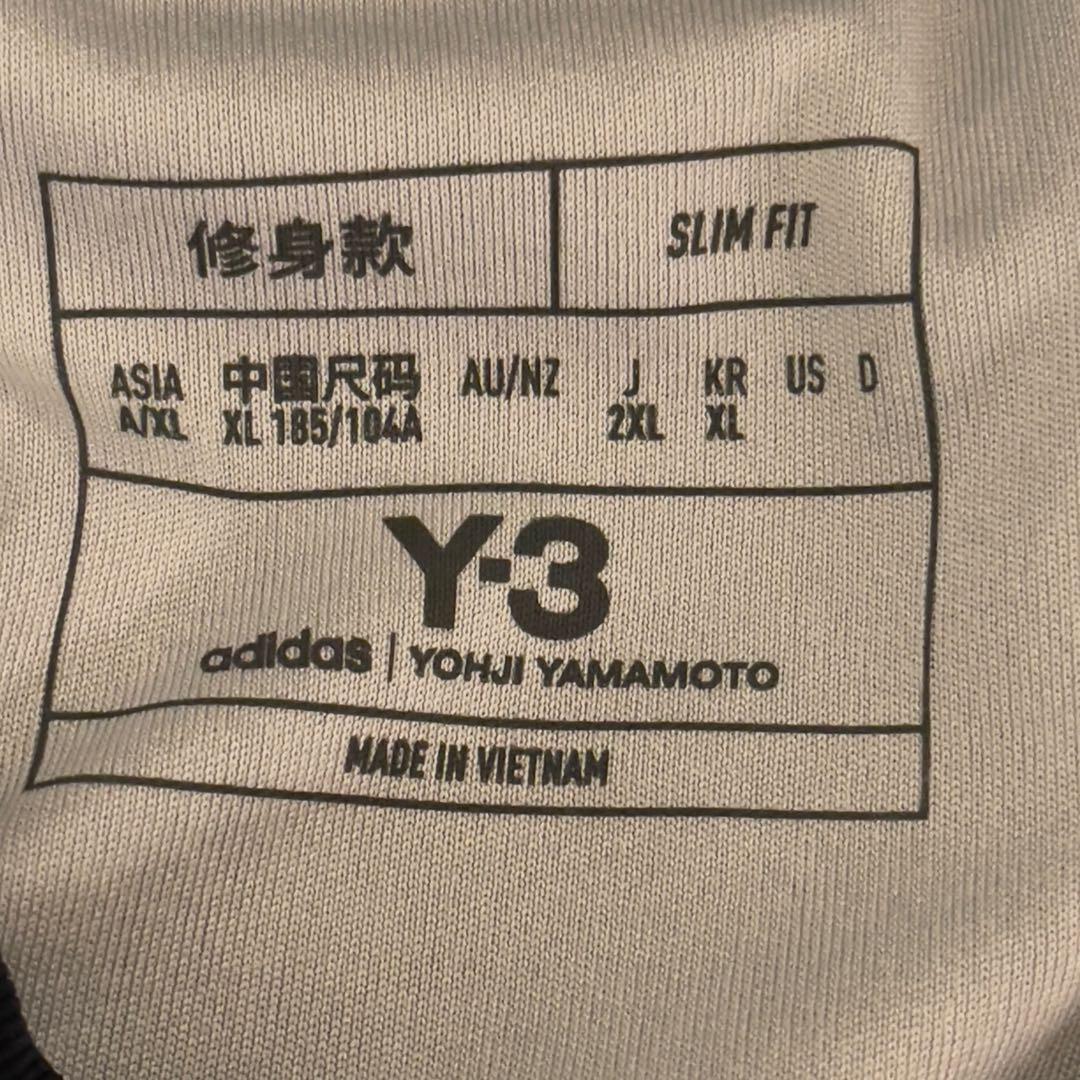 修身款 SLIM FIT
ASIA 中国尺码 AU/NZ J KR US D
A/XL XL 185/104A 2XL XL
Y-3
adidas | YOHJI YAMAMOTO
MADE IN VIETNAM